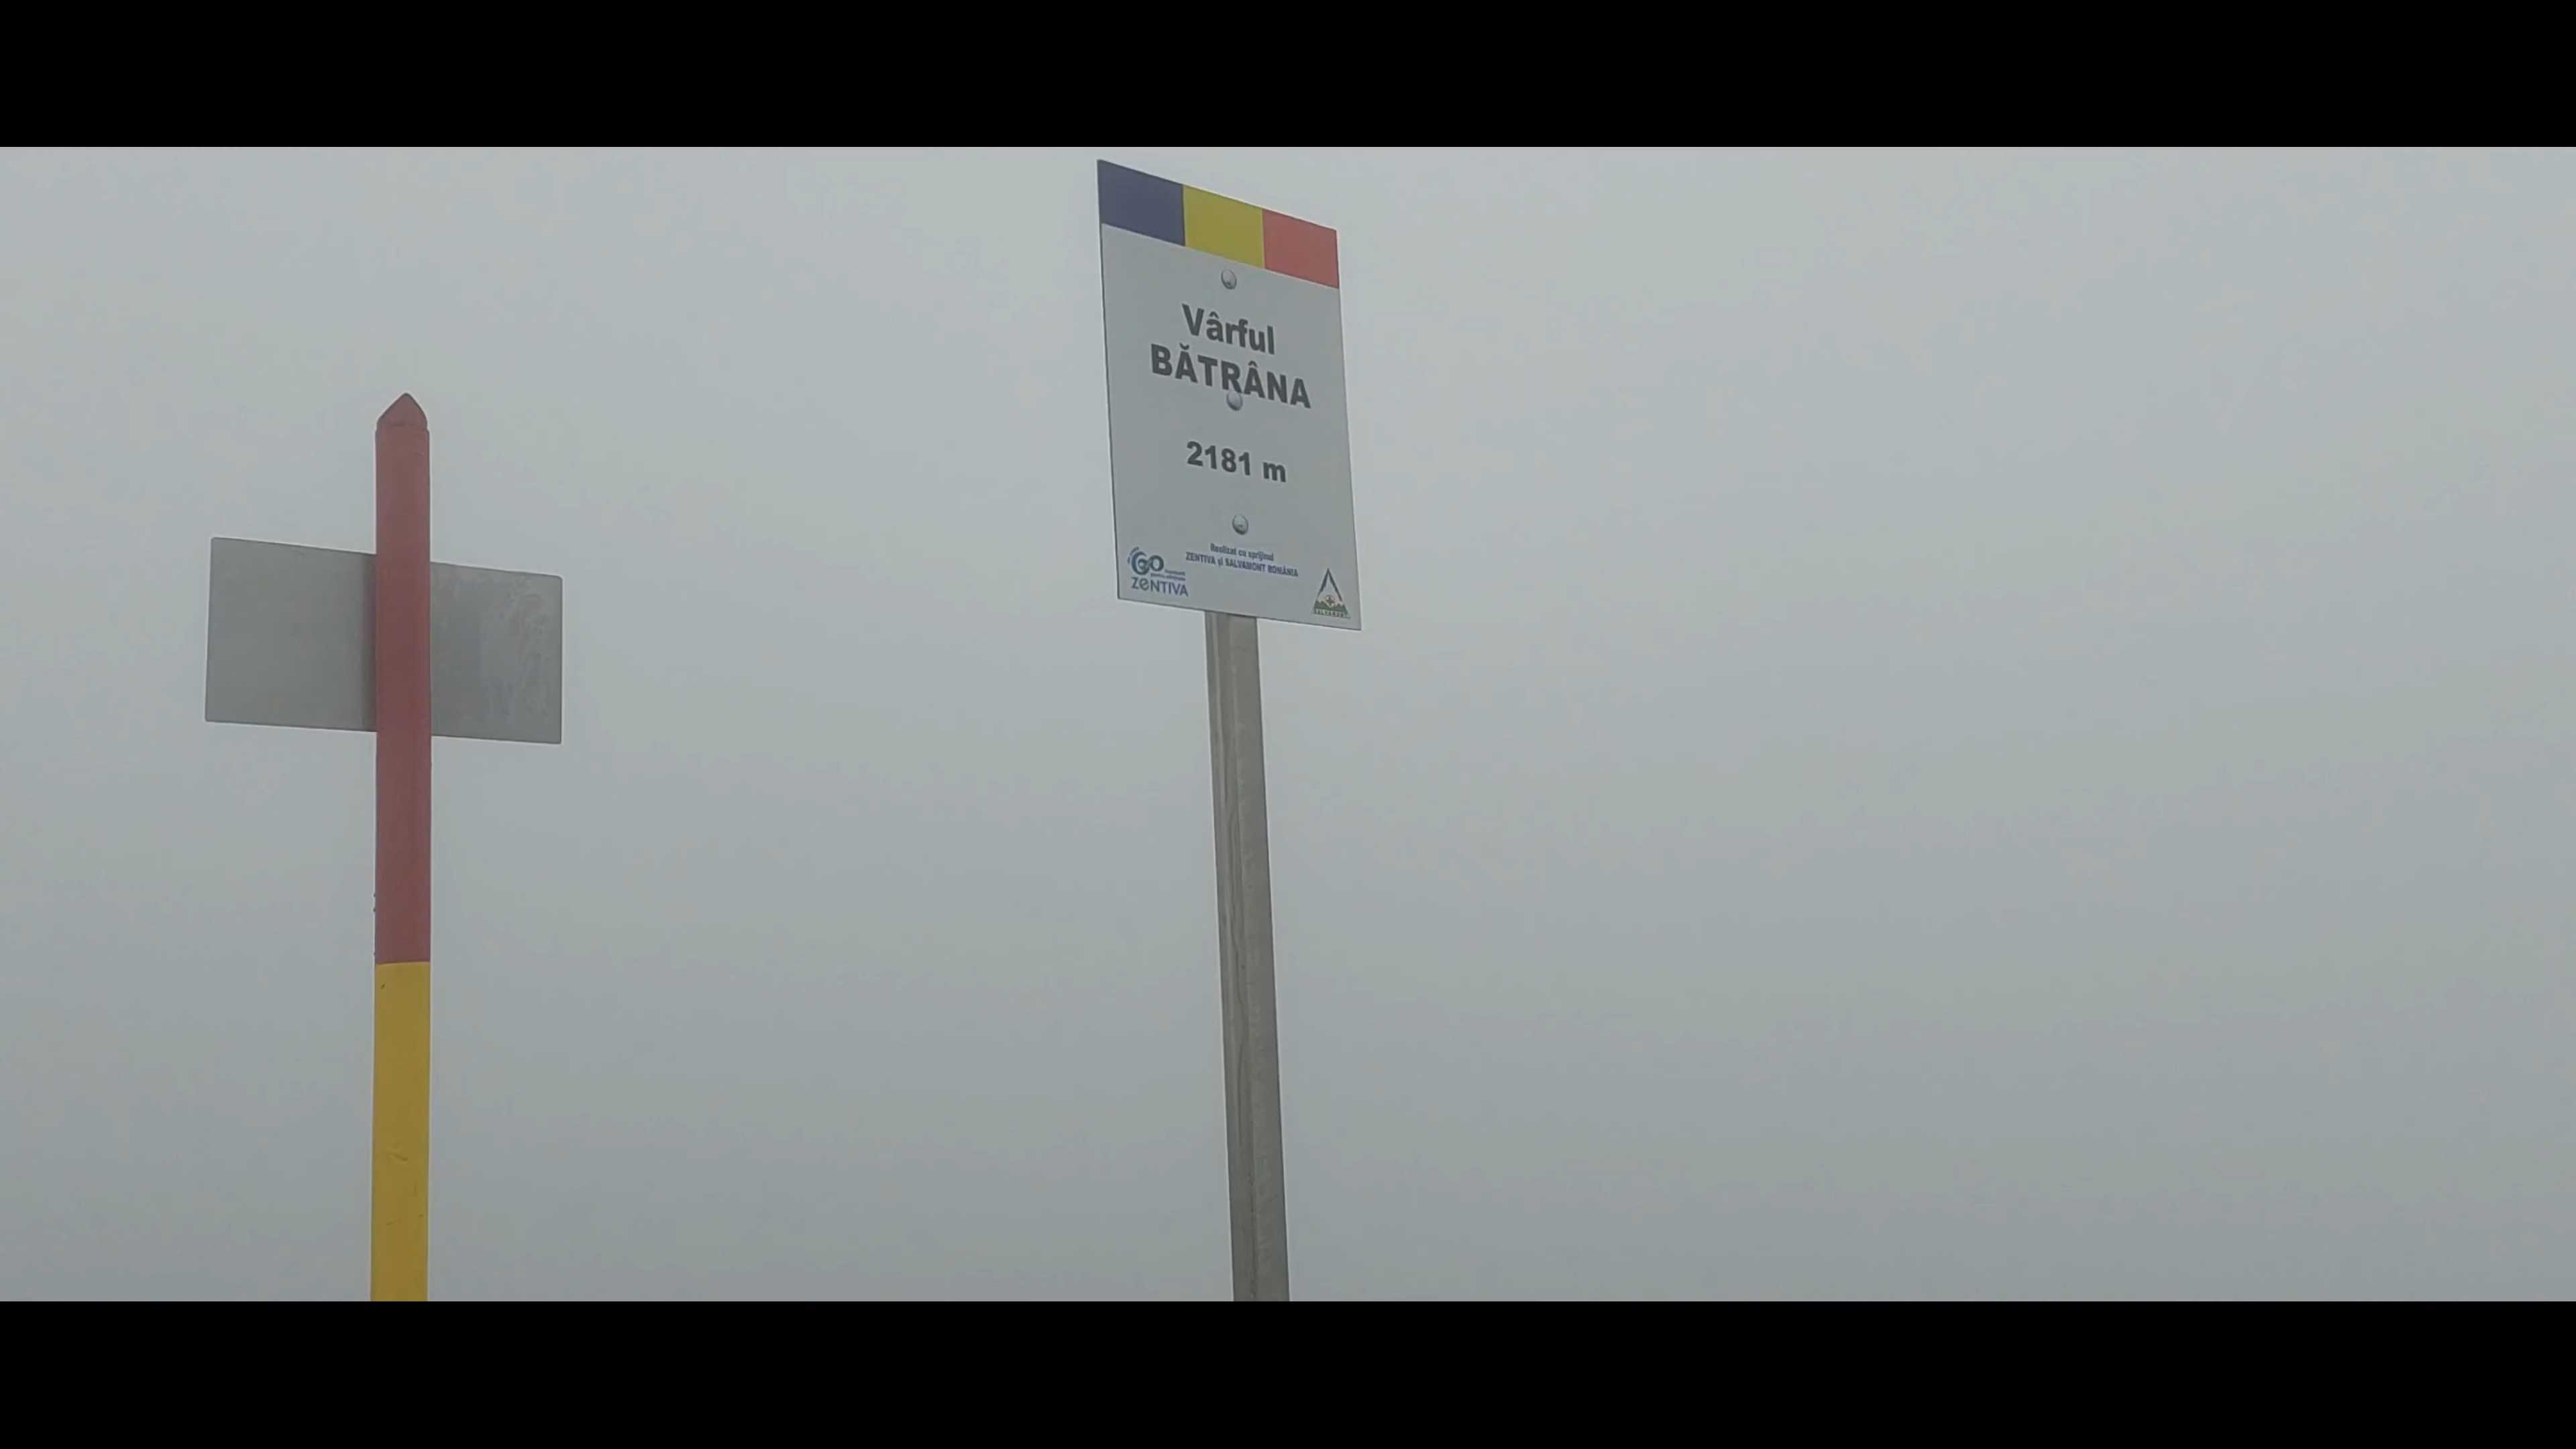 Vârful
BĂTRÂNA
2181 m
Realizat cu sprijinul
ZENTIVA și SALVAMONT ROMÂNIA
GO
ZENTIVA